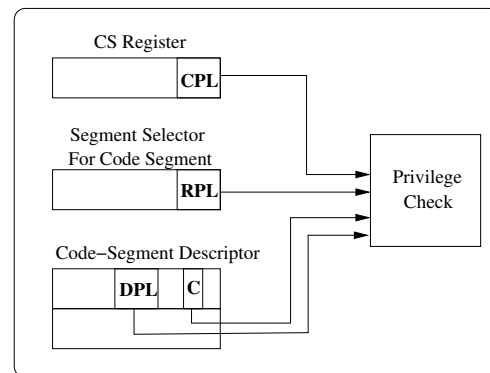 CS Register
CPL
Segment Selector
For Code Segment
RPL
Privilege
Check
Code−Segment Descriptor
DPL
C